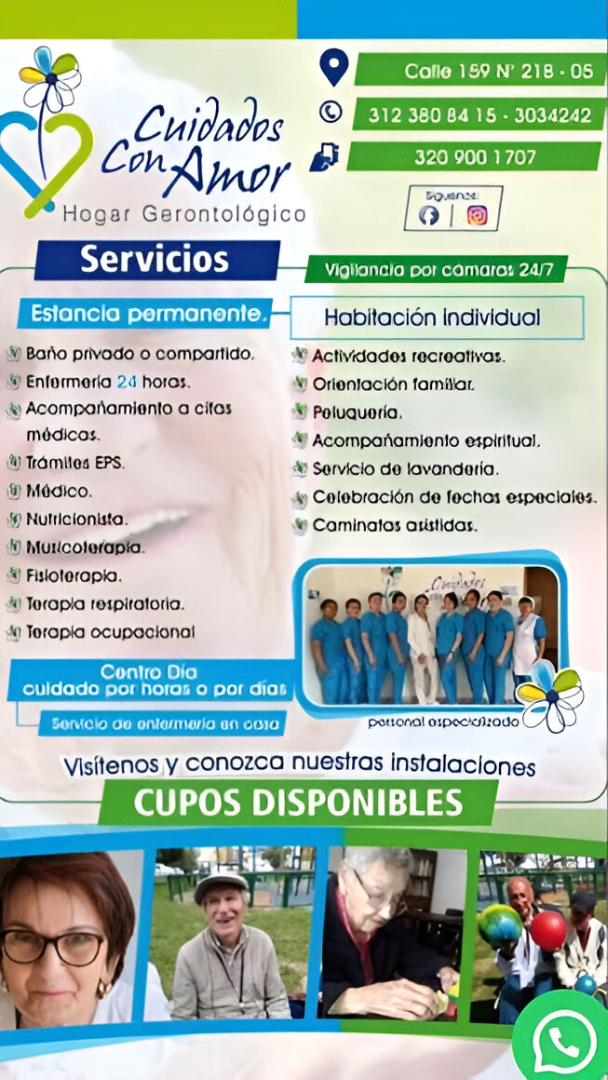 Calle 159 N° 21B - 05
312 380 84 15 - 3034242
320 900 1707
Síguenos:
Cuidados
Con Amor
Hogar Gerontológico
Servicios
Vigilancia por cámaras 24/7
Estancia permanente.
Habitación individual
Baño privado o compartido.
Enfermería 24 horas.
Acompañamiento a citas
médicas.
Trámites EPS.
Médico.
Nutricionista.
Musicoterapia.
Fisioterapia.
Terapia respiratoria.
Terapia ocupacional
Actividades recreativas.
Orientación familiar.
Peluquería.
Acompañamiento espiritual.
Servicio de lavandería.
Celebración de fechas especiales.
Caminatas asistidas.
Cuidados
Centro Día
cuidado por horas o por días
Servicio de enfermería en casa
personal especializado
Visítenos y conozca nuestras instalaciones
CUPOS DISPONIBLES